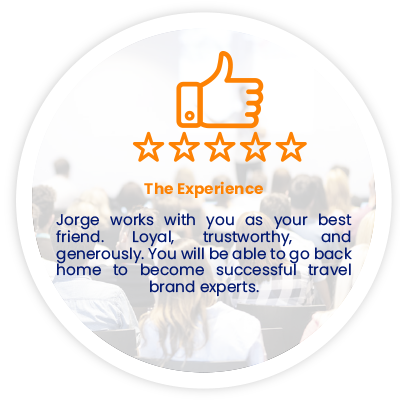 The Experience
Jorge works with you as your best
friend. Loyal, trustworthy, and
generously. You will be able to go back
home to become successful travel
brand experts.